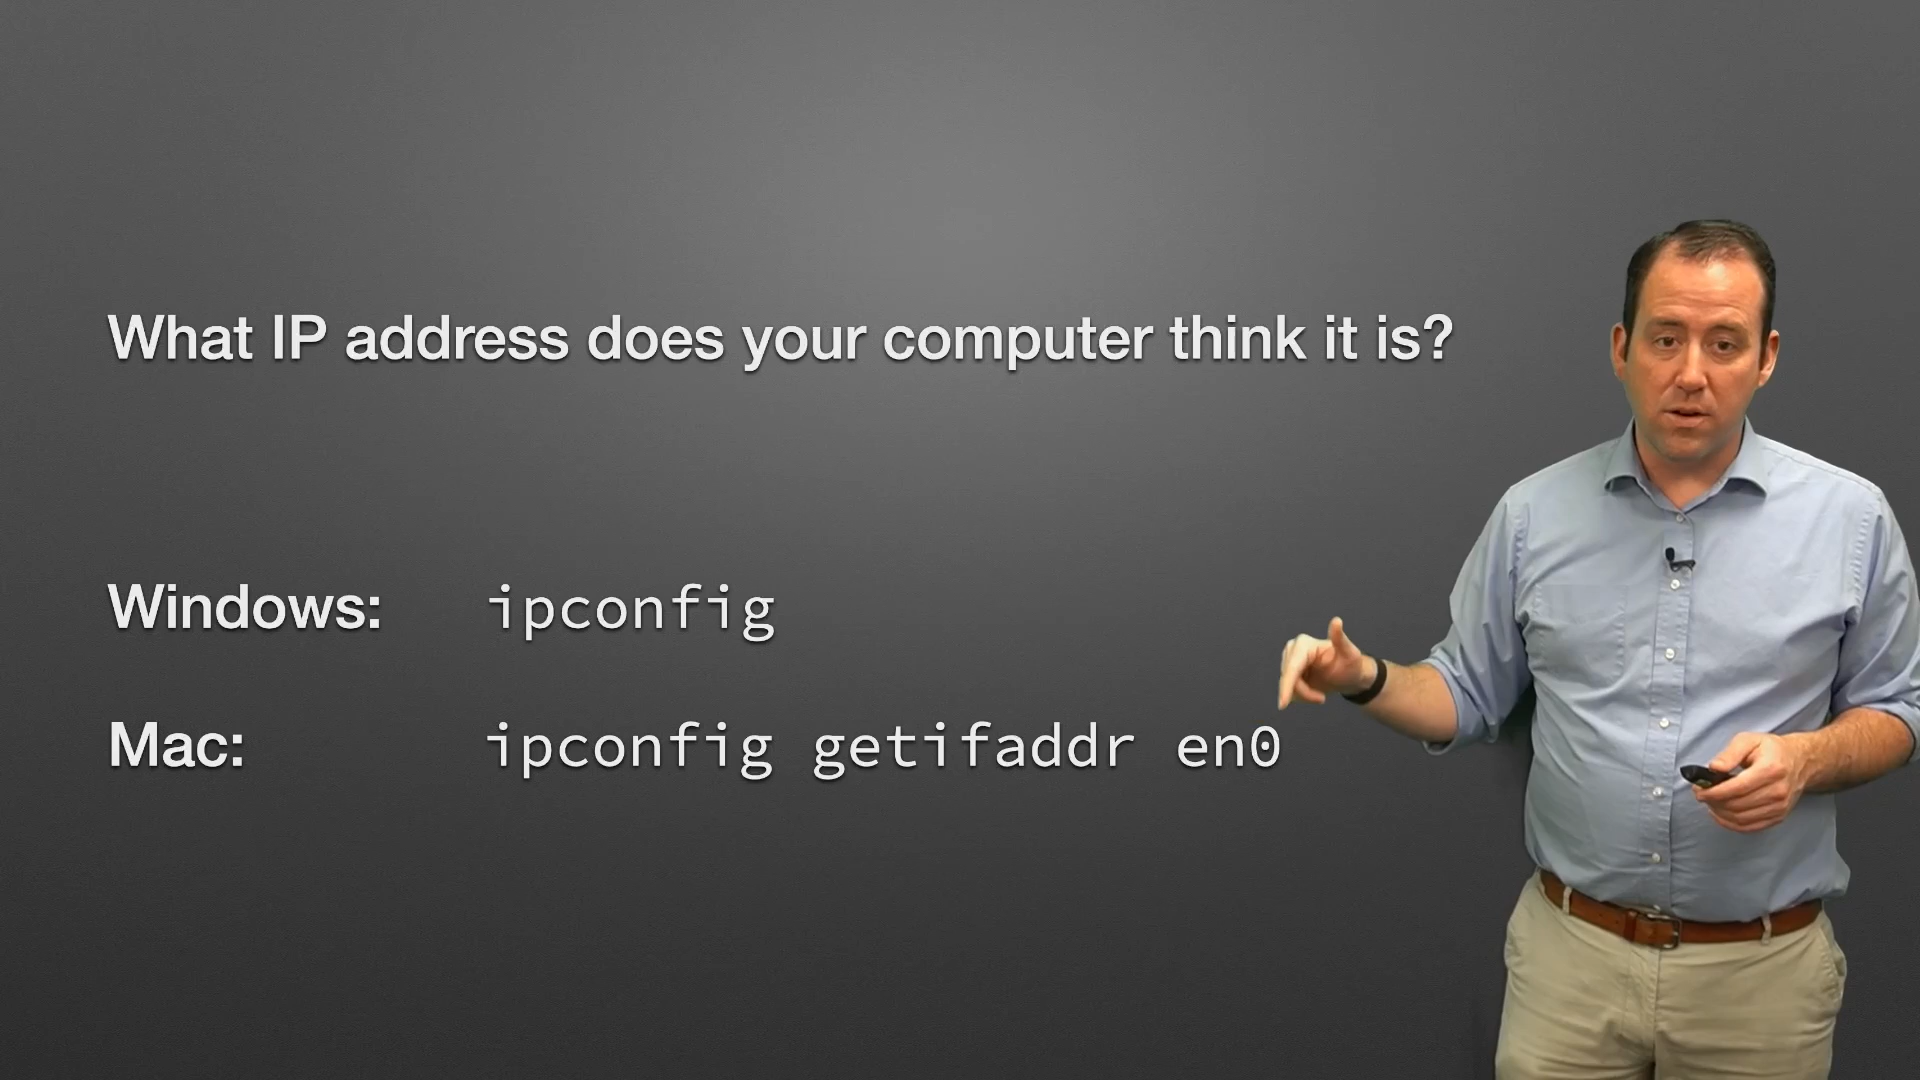 What IP address does your computer think it is?
Windows: ipconfig
Mac: ipconfig getifaddr en0